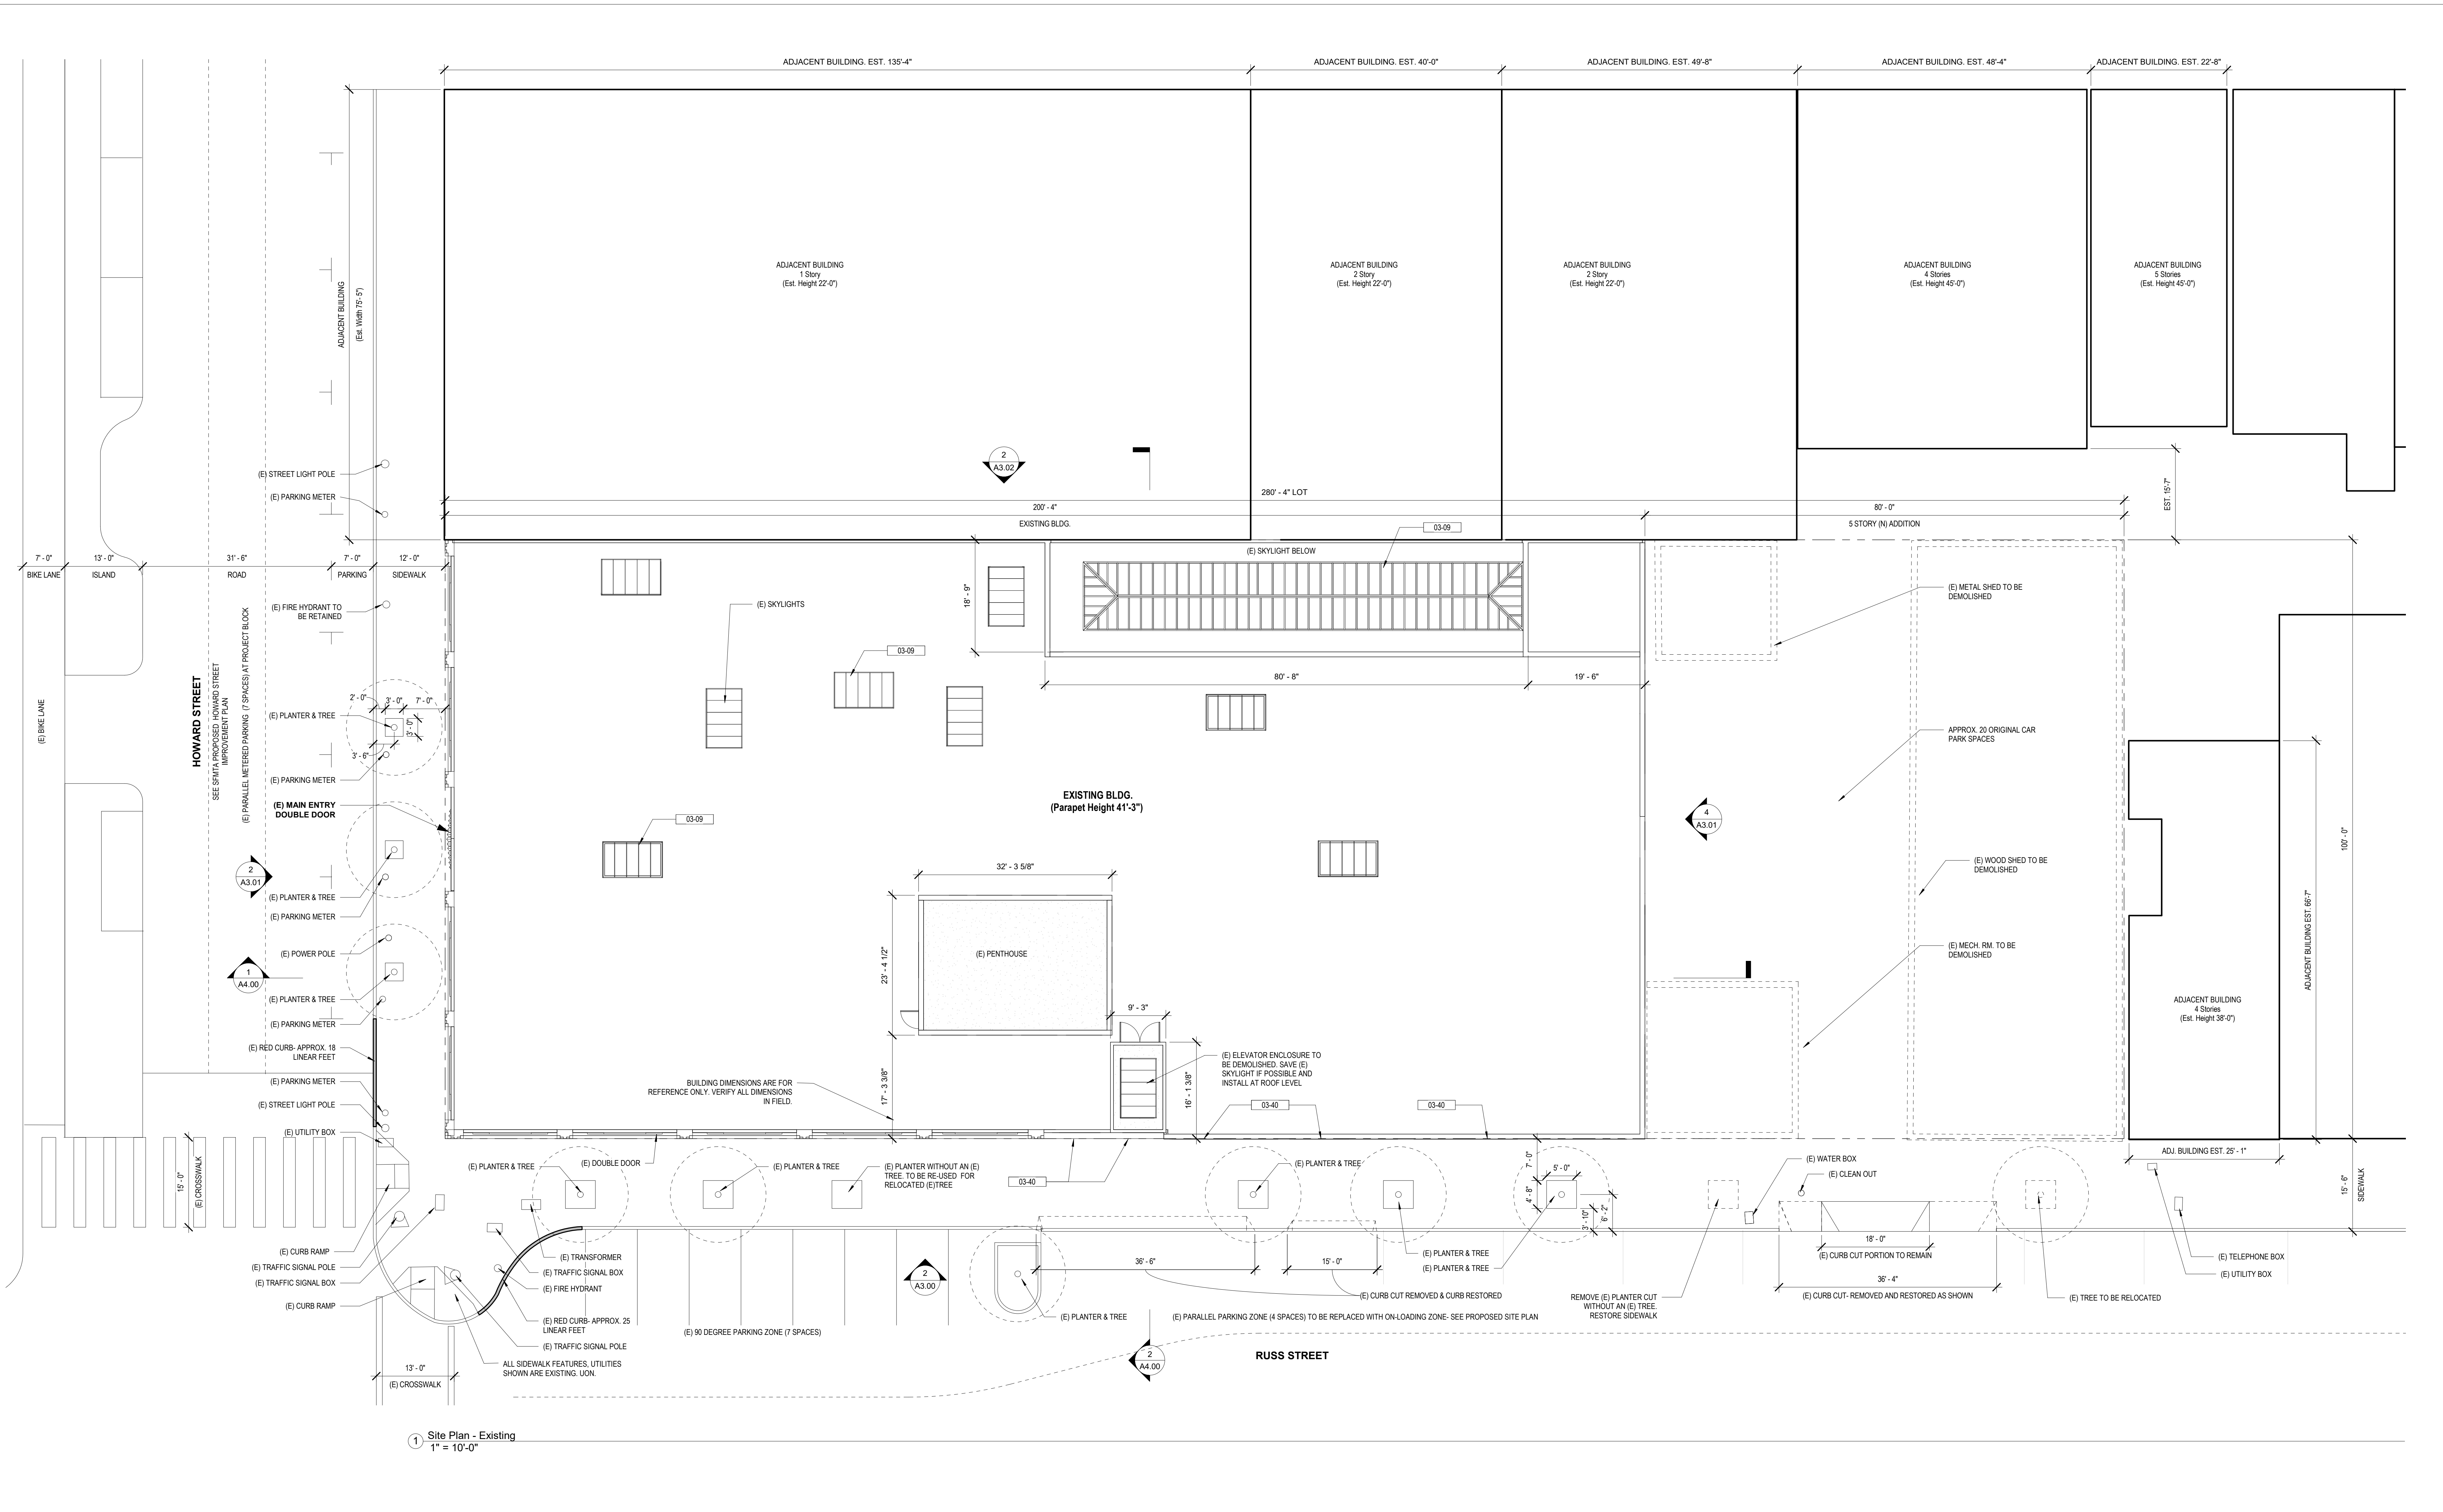 ADJACENT BUILDING. EST. 135'-4"
ADJACENT BUILDING. EST. 40'-0"
ADJACENT BUILDING. EST. 49'-8"
ADJACENT BUILDING. EST. 48'-4"
ADJACENT BUILDING. EST. 22'-8"
ADJACENT BUILDING
1 Story
(Est. Height 22'-0")
ADJACENT BUILDING
2 Story
(Est. Height 22'-0")
ADJACENT BUILDING
2 Story
(Est. Height 22'-0")
ADJACENT BUILDING
4 Stories
(Est. Height 45'-0")
ADJACENT BUILDING
5 Stories
(Est. Height 45'-0")
ADJACENT BUILDING
(Est. Width 75'- 5")
2
A3.02
(E) STREET LIGHT POLE
(E) PARKING METER
280' - 4" LOT
200' - 4"
EXISTING BLDG.
80' - 0"
5 STORY (N) ADDITION
EST. 15'-7"
03-09
7' - 0"
BIKE LANE
13' - 0"
ISLAND
31' - 6"
ROAD
7' - 0"
PARKING
12' - 0"
SIDEWALK
(E) SKYLIGHT BELOW
18' - 9"
(E) SKYLIGHTS
(E) METAL SHED TO BE
DEMOLISHED
(E) FIRE HYDRANT TO
BE RETAINED
03-09
80' - 8"
19' - 6"
(E) BIKE LANE
HOWARD STREET
SEE SFMTA PROPOSED HOWARD STREET
IMPROVEMENT PLAN
(E) PARALLEL METERED PARKING (7 SPACES) AT PROJECT BLOCK
2' - 0"
3' - 0"
7' - 0"
3' - 0"
3' - 6"
(E) PLANTER & TREE
(E) PARKING METER
(E) MAIN ENTRY
DOUBLE DOOR
APPROX. 20 ORIGINAL CAR
PARK SPACES
EXISTING BLDG.
(Parapet Height 41'-3")
03-09
4
A3.01
100' - 0"
2
A3.01
(E) PLANTER & TREE
(E) PARKING METER
32' - 3 5/8"
(E) WOOD SHED TO BE
DEMOLISHED
ADJACENT BUILDING EST. 66'-7"
(E) POWER POLE
23' - 4 1/2"
(E) PENTHOUSE
(E) MECH. RM. TO BE
DEMOLISHED
1
A4.00
(E) PLANTER & TREE
(E) PARKING METER
9' - 3"
ADJACENT BUILDING
4 Stories
(Est. Height 38'-0")
(E) RED CURB- APPROX. 18
LINEAR FEET
(E) PARKING METER
(E) STREET LIGHT POLE
(E) UTILITY BOX
BUILDING DIMENSIONS ARE FOR
REFERENCE ONLY. VERIFY ALL DIMENSIONS
IN FIELD.
17' - 3 3/8"
16' - 1 3/8"
(E) ELEVATOR ENCLOSURE TO
BE DEMOLISHED. SAVE (E)
SKYLIGHT IF POSSIBLE AND
INSTALL AT ROOF LEVEL
03-40
03-40
15' - 0"
(E) CROSSWALK
(E) PLANTER & TREE
(E) DOUBLE DOOR
(E) PLANTER & TREE
(E) PLANTER WITHOUT AN (E)
TREE. TO BE RE-USED FOR
RELOCATED (E)TREE
03-40
(E) PLANTER & TREE
7' - 0"
4' - 8"
5' - 0"
3' - 10"
6' - 2"
(E) WATER BOX
(E) CLEAN OUT
ADJ. BUILDING EST. 25' - 1"
15' - 6"
SIDEWALK
(E) CURB RAMP
(E) TRAFFIC SIGNAL POLE
(E) TRAFFIC SIGNAL BOX
(E) CURB RAMP
(E) TRANSFORMER
(E) TRAFFIC SIGNAL BOX
(E) FIRE HYDRANT
(E) RED CURB- APPROX. 25
LINEAR FEET
(E) TRAFFIC SIGNAL POLE
ALL SIDEWALK FEATURES, UTILITIES
SHOWN ARE EXISTING. UON.
(E) 90 DEGREE PARKING ZONE (7 SPACES)
2
A3.00
36' - 6"
15' - 0"
(E) PLANTER & TREE
(E) PLANTER & TREE
(E) CURB CUT REMOVED & CURB RESTORED
(E) PLANTER & TREE
(E) PARALLEL PARKING ZONE (4 SPACES) TO BE REPLACED WITH ON-LOADING ZONE- SEE PROPOSED SITE PLAN
REMOVE (E) PLANTER CUT
WITHOUT AN (E) TREE.
RESTORE SIDEWALK
18' - 0"
(E) CURB CUT PORTION TO REMAIN
36' - 4"
(E) CURB CUT- REMOVED AND RESTORED AS SHOWN
(E) TREE TO BE RELOCATED
(E) TELEPHONE BOX
(E) UTILITY BOX
2
A4.00
RUSS STREET
13' - 0"
(E) CROSSWALK
1
Site Plan - Existing
1" = 10'-0"